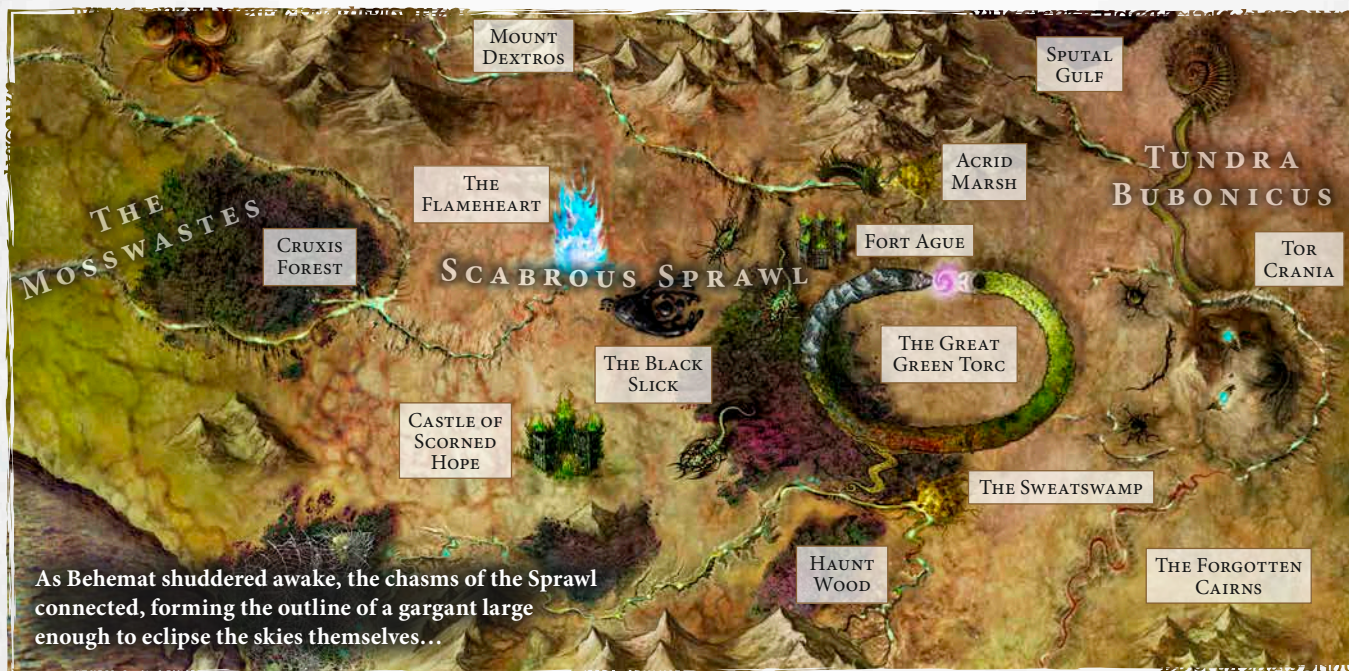 MOUNT
DEXTROS
SPUTAL
GULF
TUNDRA
BUBONICUS
ACRID
MARSH
THE
FLAMEHEART
THE
MOSSWASTES
CRUXIS
FOREST
FORT AGUE
TOR
CRANIA
SCABROUS SPRAWL
THE GREAT
GREEN TORC
THE BLACK
SLICK
CASTLE OF
SCORNED
HOPE
THE SWEATSWAMP
HAUNT
WOOD
THE FORGOTTEN
CAIRNS
As Behemat shuddered awake, the chasms of the Sprawl
connected, forming the outline of a gargant large
enough to eclipse the skies themselves…